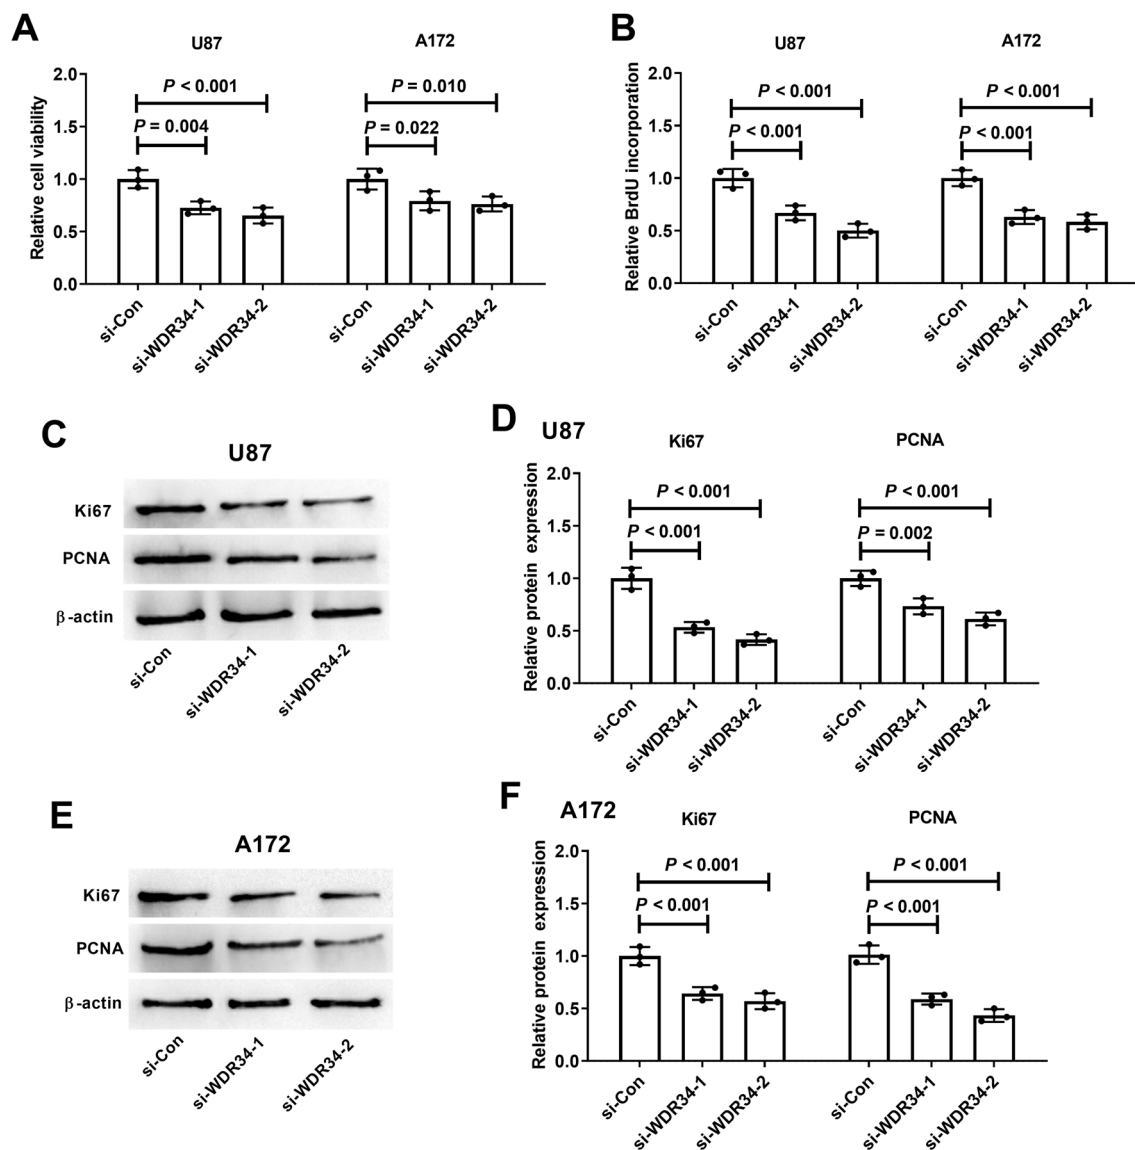 A
U87
A172
Relative cell viability
2.0
1.5
1.0
0.5
0.0
P < 0.001
P = 0.004
P = 0.010
P = 0.022
si-Con
si-WDR34-1
si-WDR34-2
si-Con
si-WDR34-1
si-WDR34-2
B
U87
A172
Relative BrdU incorporation
2.0
1.5
1.0
0.5
0.0
P < 0.001
P < 0.001
P < 0.001
P < 0.001
si-Con
si-WDR34-1
si-WDR34-2
si-Con
si-WDR34-1
si-WDR34-2
C
U87
Ki67
PCNA
β-actin
si-Con
si-WDR34-1
si-WDR34-2
D
U87
Ki67
PCNA
Relative protein expression
2.0
1.5
1.0
0.5
0.0
P < 0.001
P < 0.001
P < 0.001
P = 0.002
si-Con
si-WDR34-1
si-WDR34-2
si-Con
si-WDR34-1
si-WDR34-2
E
A172
Ki67
PCNA
β-actin
si-Con
si-WDR34-1
si-WDR34-2
F
A172
Ki67
PCNA
Relative protein expression
2.0
1.5
1.0
0.5
0.0
P < 0.001
P < 0.001
P < 0.001
P < 0.001
si-Con
si-WDR34-1
si-WDR34-2
si-Con
si-WDR34-1
si-WDR34-2